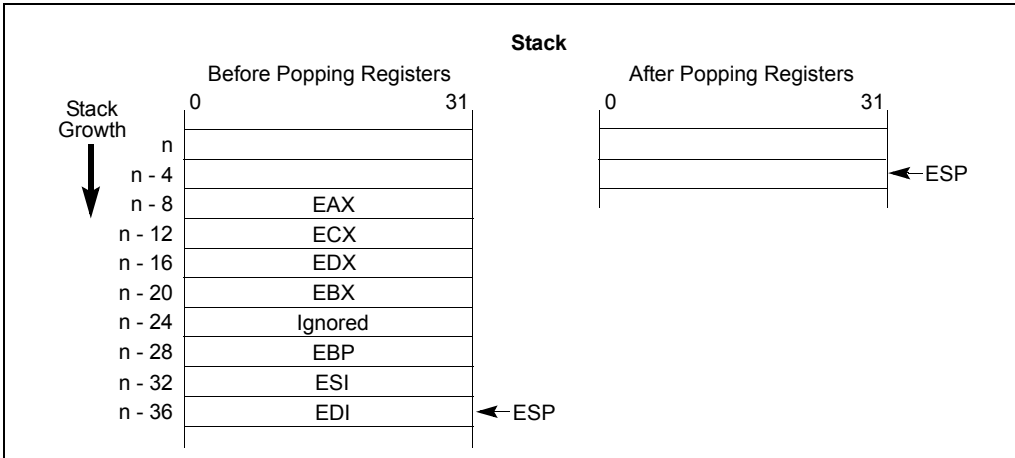 Stack
Before Popping Registers
After Popping Registers
0 31
0 31
Stack
Growth
n
n - 4
ESP
n - 8 EAX
n - 12 ECX
n - 16 EDX
n - 20 EBX
n - 24 Ignored
n - 28 EBP
n - 32 ESI
n - 36 EDI ESP